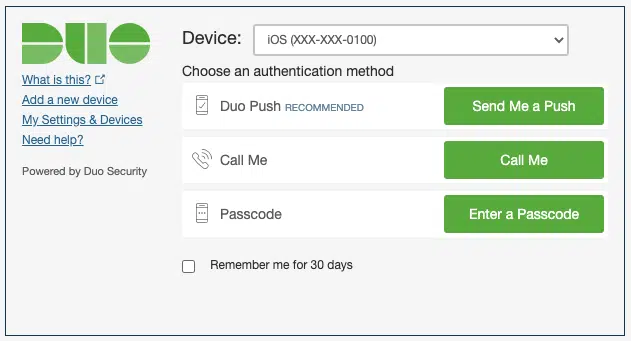 DUO
Device: iOS (XXX-XXX-0100)
What is this?
Add a new device
My Settings & Devices
Need help?
Powered by Duo Security
Choose an authentication method
Duo Push RECOMMENDED
Send Me a Push
Call Me
Call Me
Passcode
Enter a Passcode
Remember me for 30 days